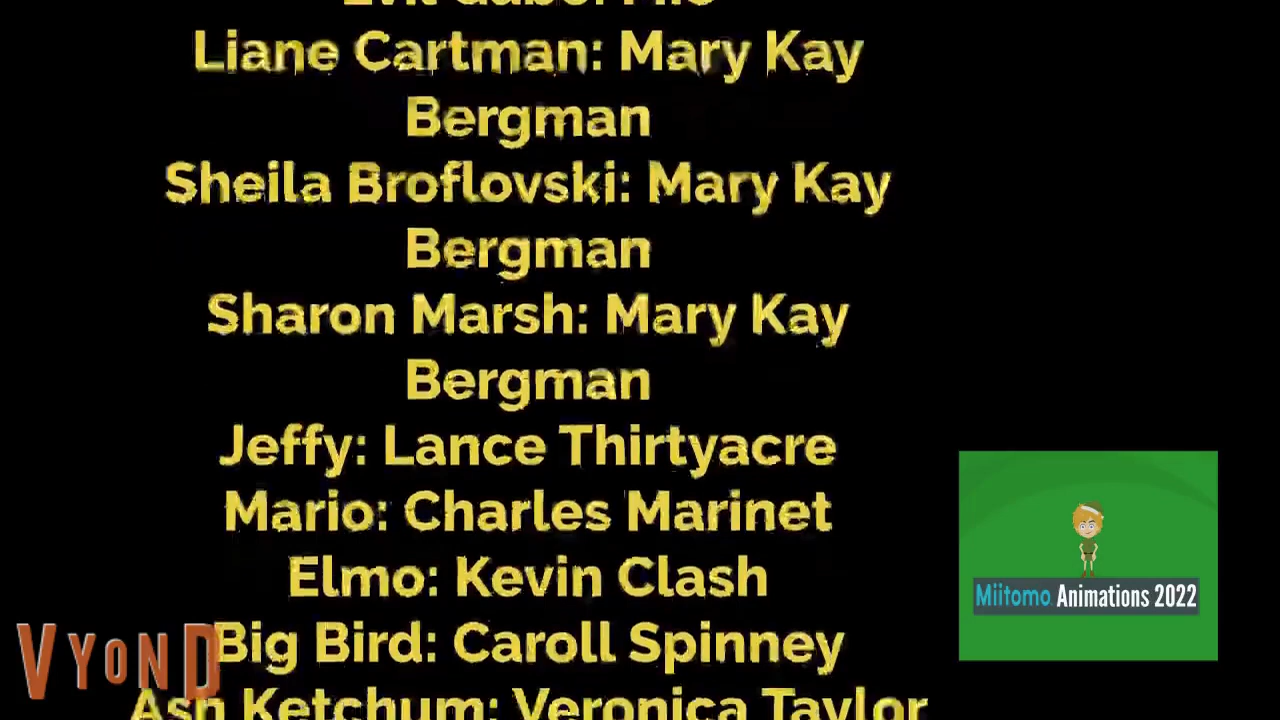 Liane Cartman: Mary Kay
Bergman
Sheila Broflovski: Mary Kay
Bergman
Sharon Marsh: Mary Kay
Bergman
Jeffy: Lance Thirtyacre
Mario: Charles Marinet
Elmo: Kevin Clash
Big Bird: Caroll Spinney
Ash Ketchum: Veronica Taylor
Miitomo Animations 2022
VYOND